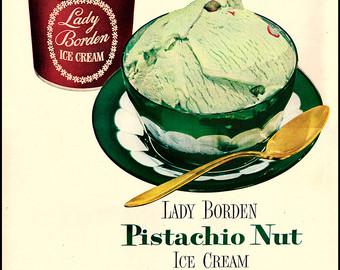 Lady
Borden
ICE CREAM
LADY BORDEN
Pistachio Nut
ICE CREAM